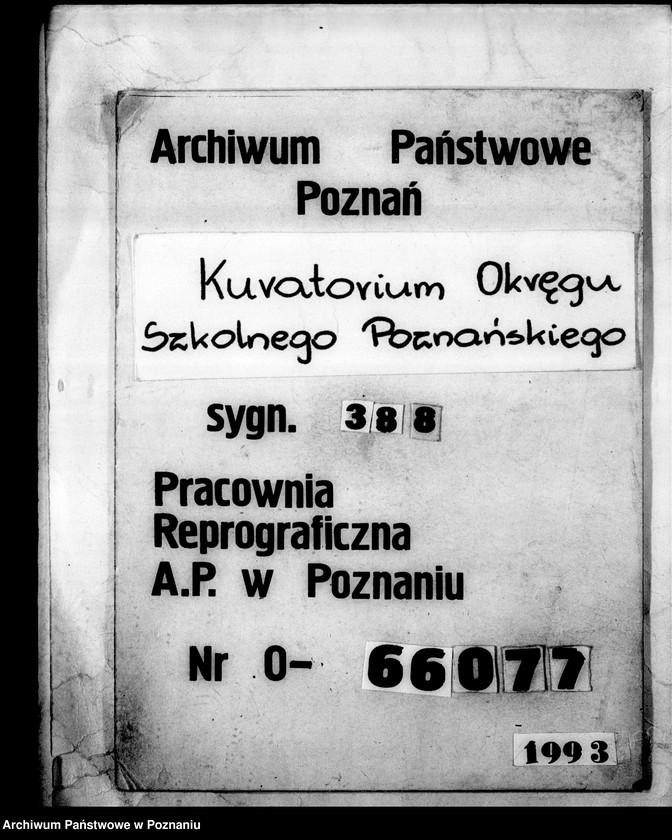 Archiwum Państwowe
Poznań
Kuratorium Okręgu
Szkolnego Poznańskiego
sygn. 388
Pracownia
Reprograficzna
A.P. w Poznaniu
Nr 0- 66077
1993
Archiwum Państwowe w Poznaniu